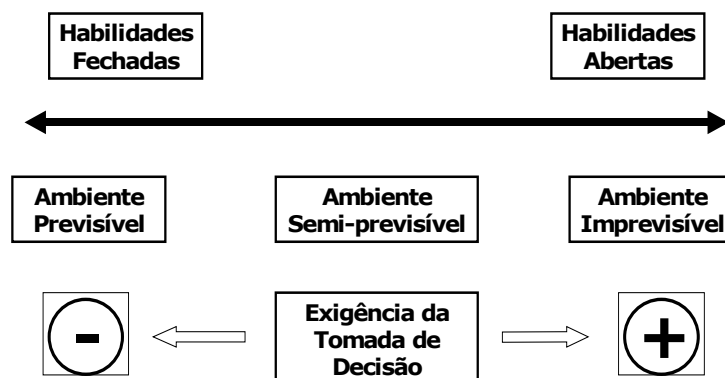 Habilidades
Fechadas
Habilidades
Abertas
Ambiente
Previsível
Ambiente
Semi-previsível
Ambiente
Imprevisível
-
Exigência da
Tomada de
Decisão
+